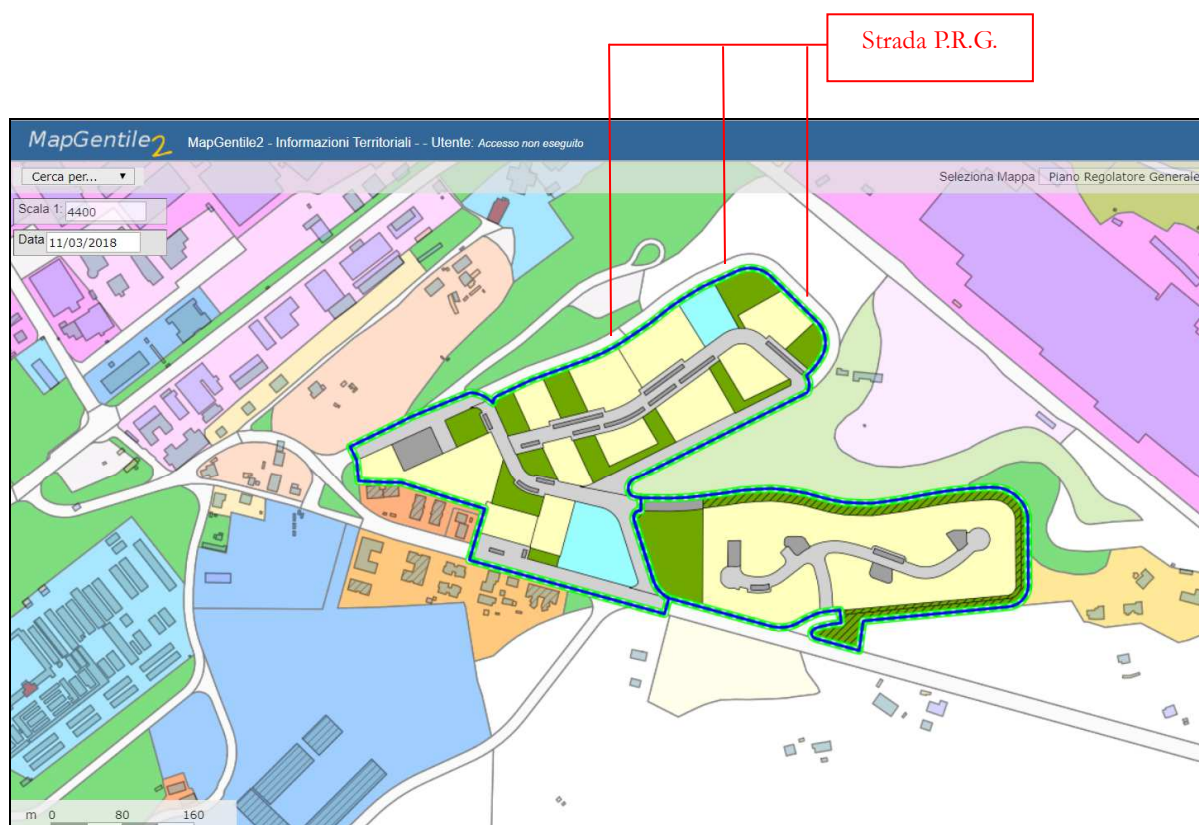 Strada P.R.G.
MapGentile2 MapGentile2 - Informazioni Territoriali - - Utente: Accesso non eseguito
Cerca per... Seleziona Mappa Piano Regolatore Generale
Scala 1: 4400
Data 11/03/2018
m 0 80 160